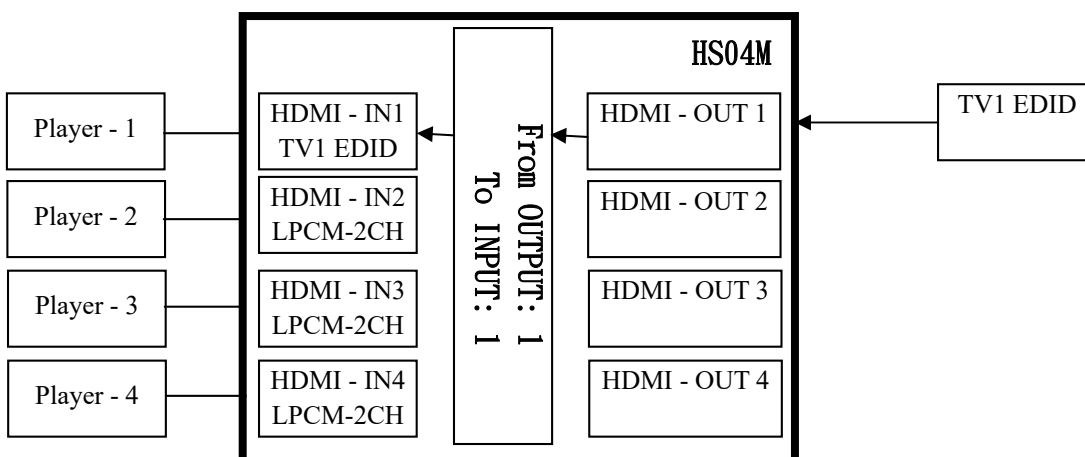 HS04M
Player - 1
HDMI - IN1
TV1 EDID
From OUTPUT: 1
To INPUT: 1
HDMI - OUT 1
TV1 EDID
Player - 2
HDMI - IN2
LPCM-2CH
HDMI - OUT 2
Player - 3
HDMI - IN3
LPCM-2CH
HDMI - OUT 3
Player - 4
HDMI - IN4
LPCM-2CH
HDMI - OUT 4